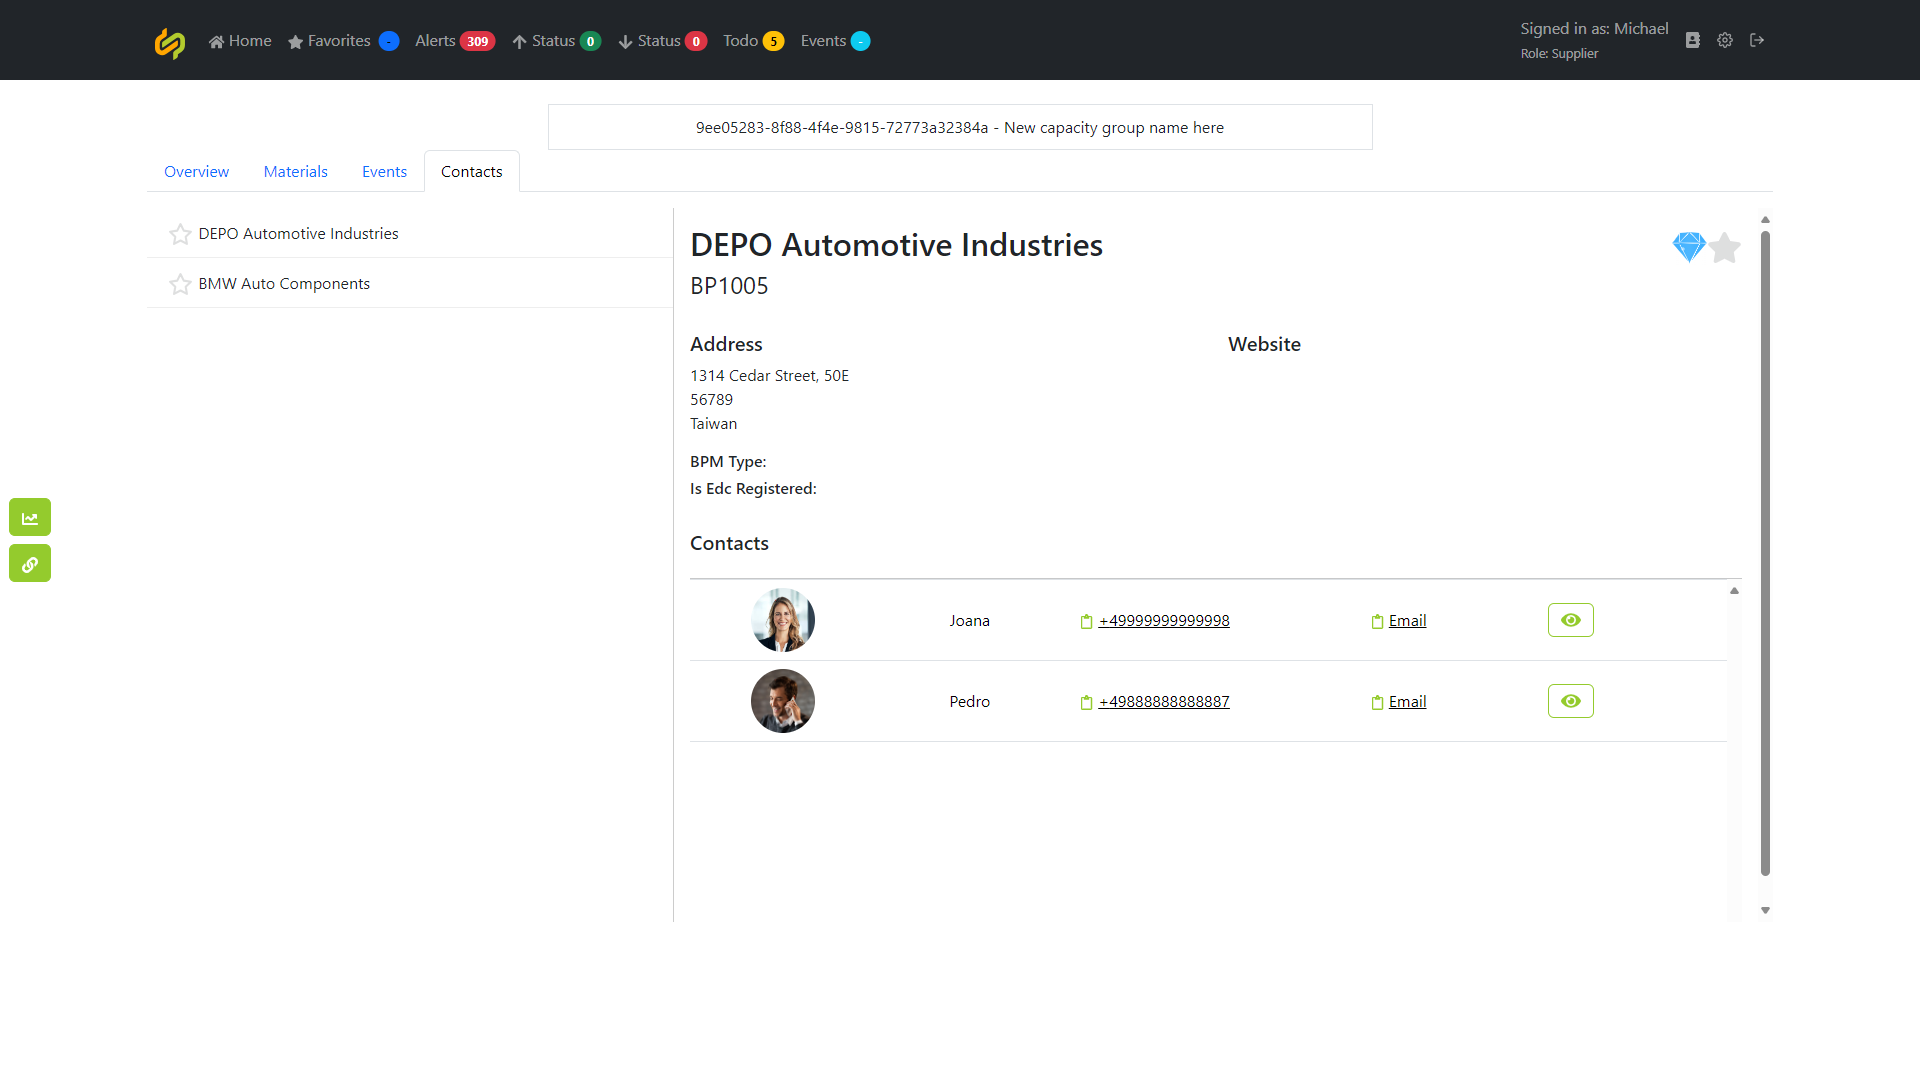 Home Favorites - Alerts 309 Status 0 Status 0 Todo 5 Events -
Signed in as: Michael
Role: Supplier
9ee05283-8f88-4f4e-9815-72773a32384a - New capacity group name here
Overview Materials Events Contacts
DEPO Automotive Industries
BMW Auto Components
DEPO Automotive Industries
BP1005
Address
1314 Cedar Street, 50E
56789
Taiwan
Website
BPM Type:
Is Edc Registered:
Contacts
Joana +49999999999998 Email
Pedro +49888888888887 Email